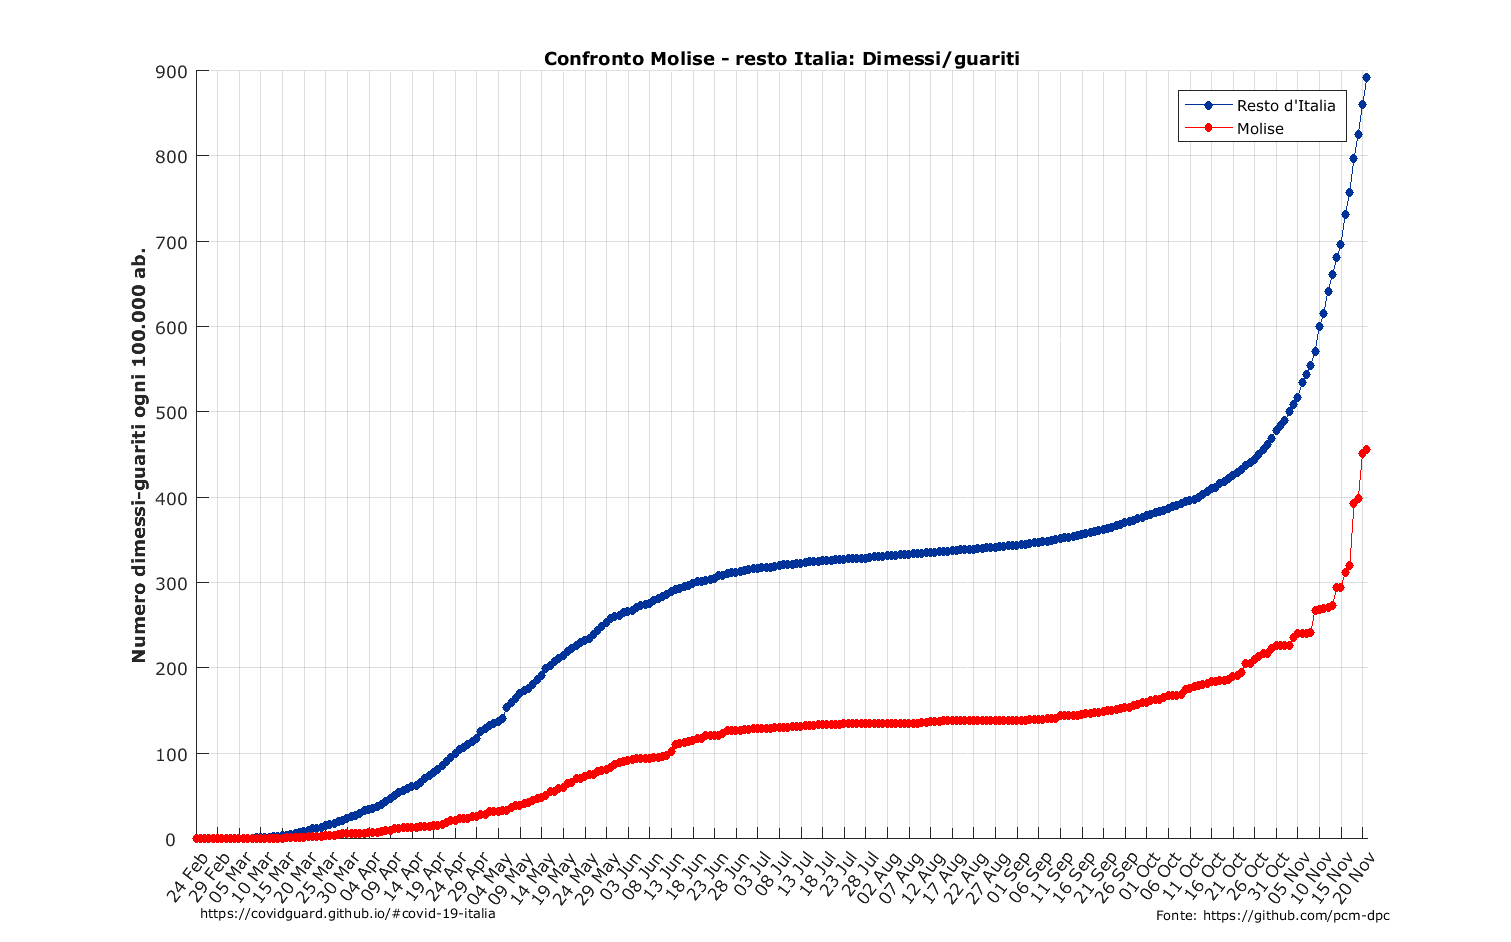 Confronto Molise - resto Italia: Dimessi/guariti
Resto d'Italia
Molise
Numero dimessi-guariti ogni 100.000 ab.
900
800
700
600
500
400
300
200
100
0
24 Feb
29 Feb
05 Mar
10 Mar
15 Mar
20 Mar
25 Mar
30 Mar
04 Apr
09 Apr
14 Apr
19 Apr
24 Apr
29 Apr
04 May
09 May
14 May
19 May
24 May
29 May
03 Jun
08 Jun
13 Jun
18 Jun
23 Jun
28 Jun
03 Jul
08 Jul
13 Jul
18 Jul
23 Jul
28 Jul
02 Aug
07 Aug
12 Aug
17 Aug
22 Aug
27 Aug
01 Sep
06 Sep
11 Sep
16 Sep
21 Sep
26 Sep
01 Oct
06 Oct
11 Oct
16 Oct
21 Oct
26 Oct
31 Oct
05 Nov
10 Nov
15 Nov
20 Nov
https://covidguard.github.io/#covid-19-italia
Fonte: https://github.com/pcm-dpc